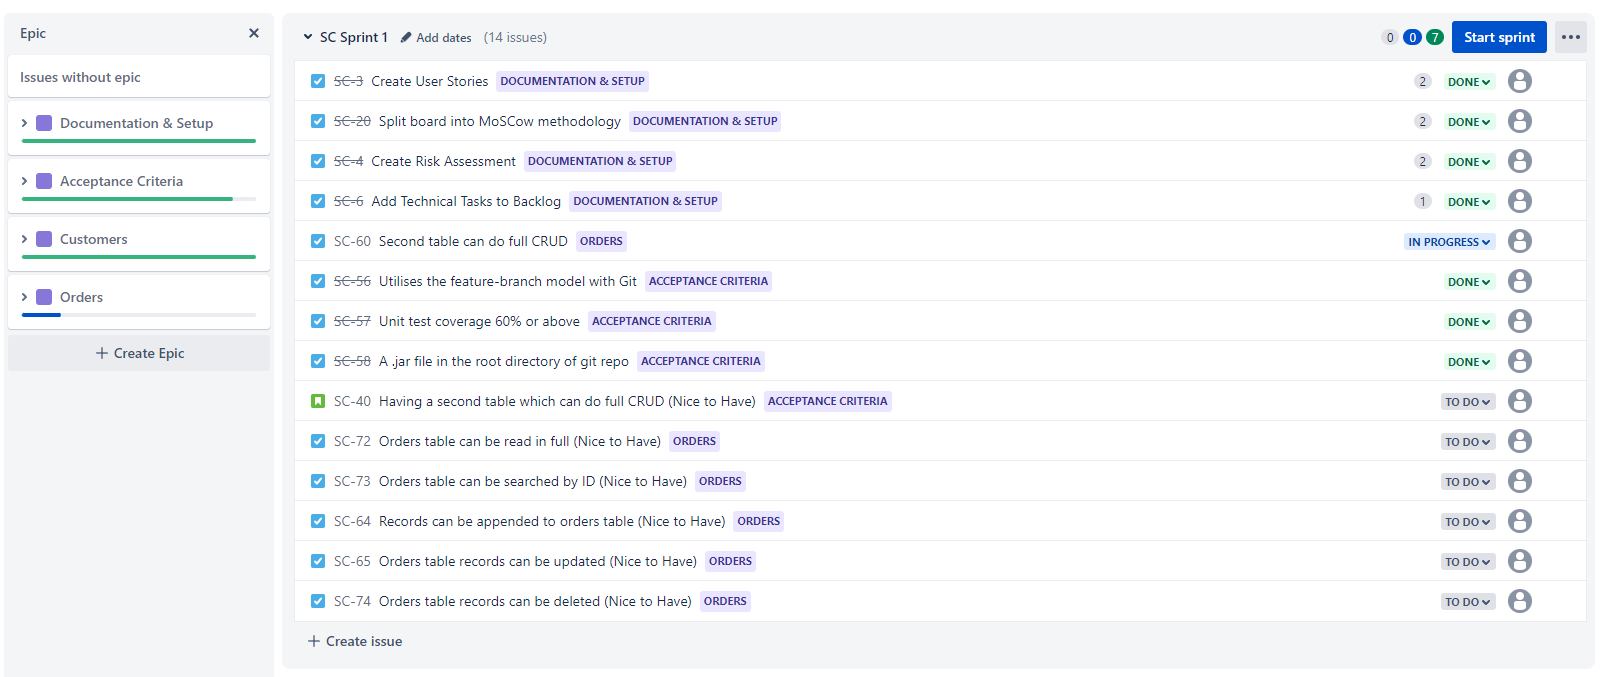 Epic
Issues without epic
Documentation & Setup
Acceptance Criteria
Customers
Orders
Create Epic
SC Sprint 1 Add dates (14 issues) 0 0 7 Start sprint
SC-3 Create User Stories DOCUMENTATION & SETUP 2 DONE
SC-20 Split board into MoSCow methodology DOCUMENTATION & SETUP 2 DONE
SC-4 Create Risk Assessment DOCUMENTATION & SETUP 2 DONE
SC-6 Add Technical Tasks to Backlog DOCUMENTATION & SETUP 1 DONE
SC-60 Second table can do full CRUD ORDERS IN PROGRESS
SC-56 Utilises the feature-branch model with Git ACCEPTANCE CRITERIA DONE
SC-57 Unit test coverage 60% or above ACCEPTANCE CRITERIA DONE
SC-58 A .jar file in the root directory of git repo ACCEPTANCE CRITERIA DONE
SC-40 Having a second table which can do full CRUD (Nice to Have) ACCEPTANCE CRITERIA TO DO
SC-72 Orders table can be read in full (Nice to Have) ORDERS TO DO
SC-73 Orders table can be searched by ID (Nice to Have) ORDERS TO DO
SC-64 Records can be appended to orders table (Nice to Have) ORDERS TO DO
SC-65 Orders table records can be updated (Nice to Have) ORDERS TO DO
SC-74 Orders table records can be deleted (Nice to Have) ORDERS TO DO
Create issue